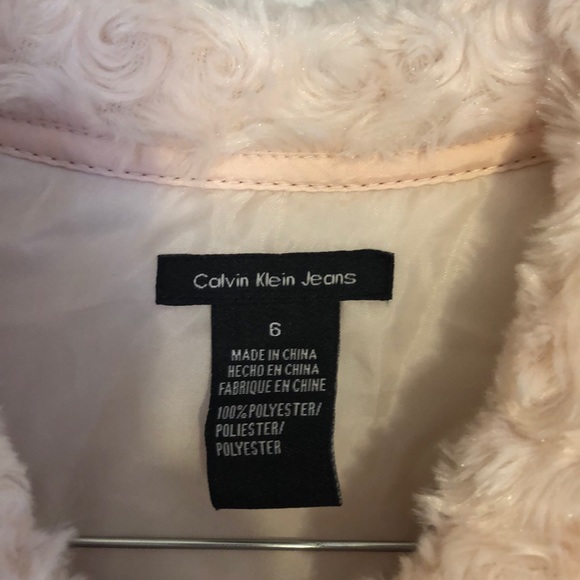 Calvin Klein Jeans
6
MADE IN CHINA
HECHO EN CHINA
FABRIQUE EN CHINE
100%POLYESTER/
POLIESTER/
POLYESTER